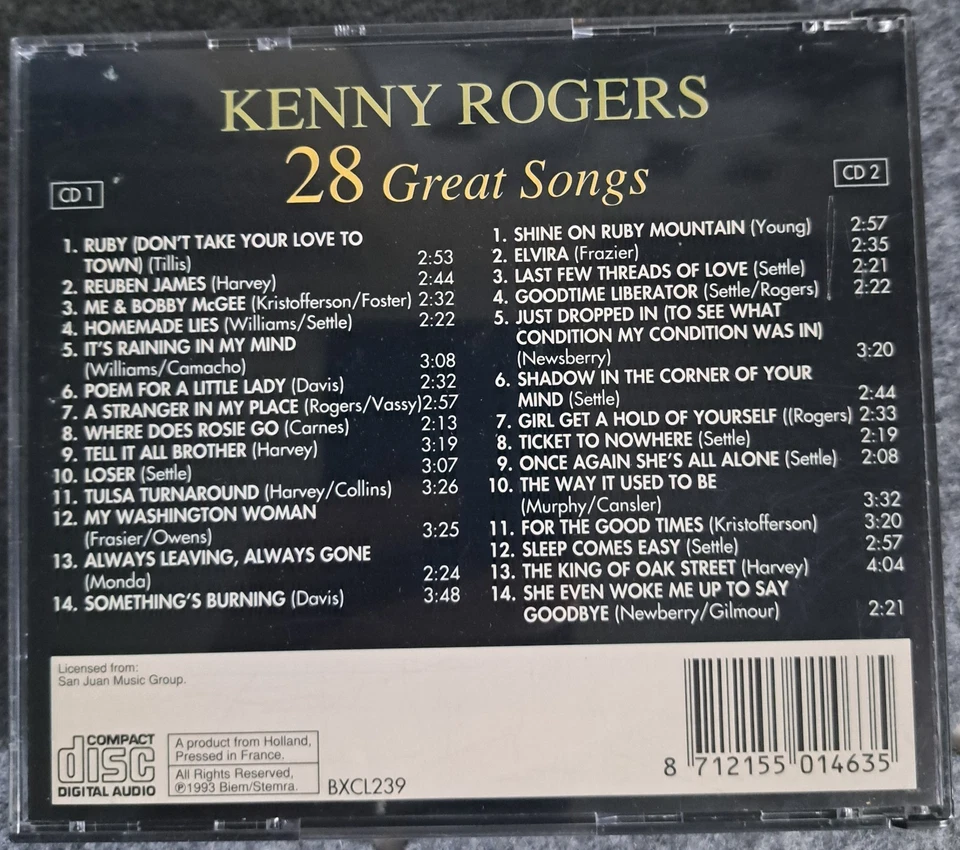 KENNY ROGERS
28 Great Songs
CD 1
1. RUBY (DON'T TAKE YOUR LOVE TO
TOWN) (Tillis) 2:53
2. REUBEN JAMES (Harvey) 2:44
3. ME & BOBBY McGEE (Kristofferson/Foster) 2:32
4. HOMEMADE LIES (Williams/Settle) 2:22
5. IT'S RAINING IN MY MIND
(Williams/Camacho) 3:08
6. POEM FOR A LITTLE LADY (Davis) 2:32
7. A STRANGER IN MY PLACE (Rogers/Vassy) 2:57
8. WHERE DOES ROSIE GO (Carnes) 2:13
9. TELL IT ALL BROTHER (Harvey) 3:19
10. LOSER (Settle) 3:07
11. TULSA TURNAROUND (Harvey/Collins) 3:26
12. MY WASHINGTON WOMAN
(Frasier/Owens) 3:25
13. ALWAYS LEAVING, ALWAYS GONE
(Monda) 2:24
14. SOMETHING'S BURNING (Davis) 3:48
CD 2
1. SHINE ON RUBY MOUNTAIN (Young) 2:57
2. ELVIRA (Frazier) 2:35
3. LAST FEW THREADS OF LOVE (Settle) 2:21
4. GOODTIME LIBERATOR (Settle/Rogers) 2:22
5. JUST DROPPED IN (TO SEE WHAT
CONDITION MY CONDITION WAS IN)
(Newsberry) 3:20
6. SHADOW IN THE CORNER OF YOUR
MIND (Settle) 2:44
7. GIRL GET A HOLD OF YOURSELF ((Rogers) 2:33
8. TICKET TO NOWHERE (Settle) 2:19
9. ONCE AGAIN SHE'S ALL ALONE (Settle) 2:08
10. THE WAY IT USED TO BE
(Murphy/Cansler) 3:32
11. FOR THE GOOD TIMES (Kristofferson) 3:20
12. SLEEP COMES EASY (Settle) 2:57
13. THE KING OF OAK STREET (Harvey) 4:04
14. SHE EVEN WOKE ME UP TO SAY
GOODBYE (Newberry/Gilmour) 2:21
Licensed from:
San Juan Music Group.
COMPACT
disc
DIGITAL AUDIO
A product from Holland,
Pressed in France.
All Rights Reserved,
℗1993 Biem/Stemra.
BXCL239
8 712155 014635